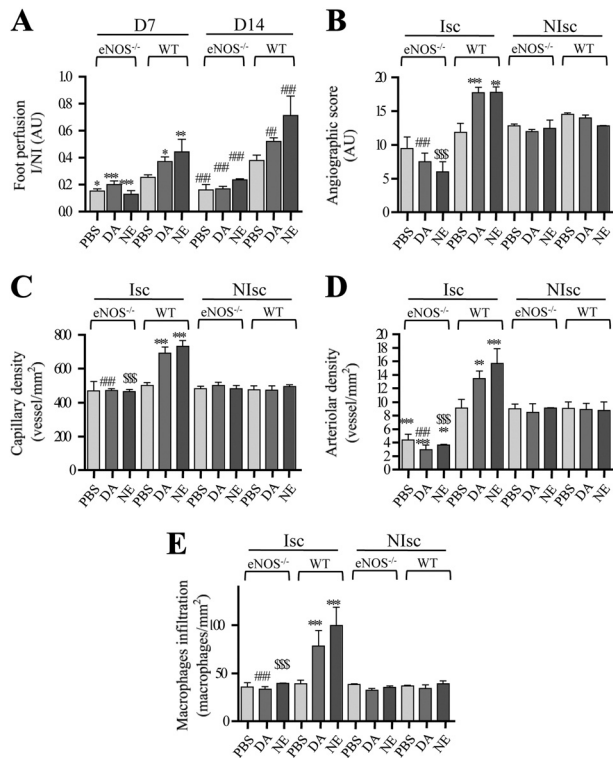 A
D7 D14
eNOS-/- WT eNOS-/- WT
Foot perfusion
I/NI (AU)
1.0
0.8
0.6
0.4
0.2
0.0
* *** *** * ** ### ### ### ## ###
PBS DA NE PBS DA NE PBS DA NE PBS DA NE
B
Isc NIsc
eNOS-/- WT eNOS-/- WT
Angiographic score
(AU)
20
15
10
5
0
### $$$ *** **
PBS DA NE PBS DA NE PBS DA NE PBS DA NE
C
Isc NIsc
eNOS-/- WT eNOS-/- WT
Capillary density
(vessel/mm2)
800
600
400
200
0
### $$$ *** ***
PBS DA NE PBS DA NE PBS DA NE PBS DA NE
D
Isc NIsc
eNOS-/- WT eNOS-/- WT
Arteriolar density
(vessel/mm2)
20
18
16
14
12
10
8
6
4
2
0
*** ### *** $$$ ** ** ***
PBS DA NE PBS DA NE PBS DA NE PBS DA NE
E
Isc NIsc
eNOS-/- WT eNOS-/- WT
Macrophages infiltration
(macrophages/mm2)
100
50
0
### $$$ *** ***
PBS DA NE PBS DA NE PBS DA NE PBS DA NE